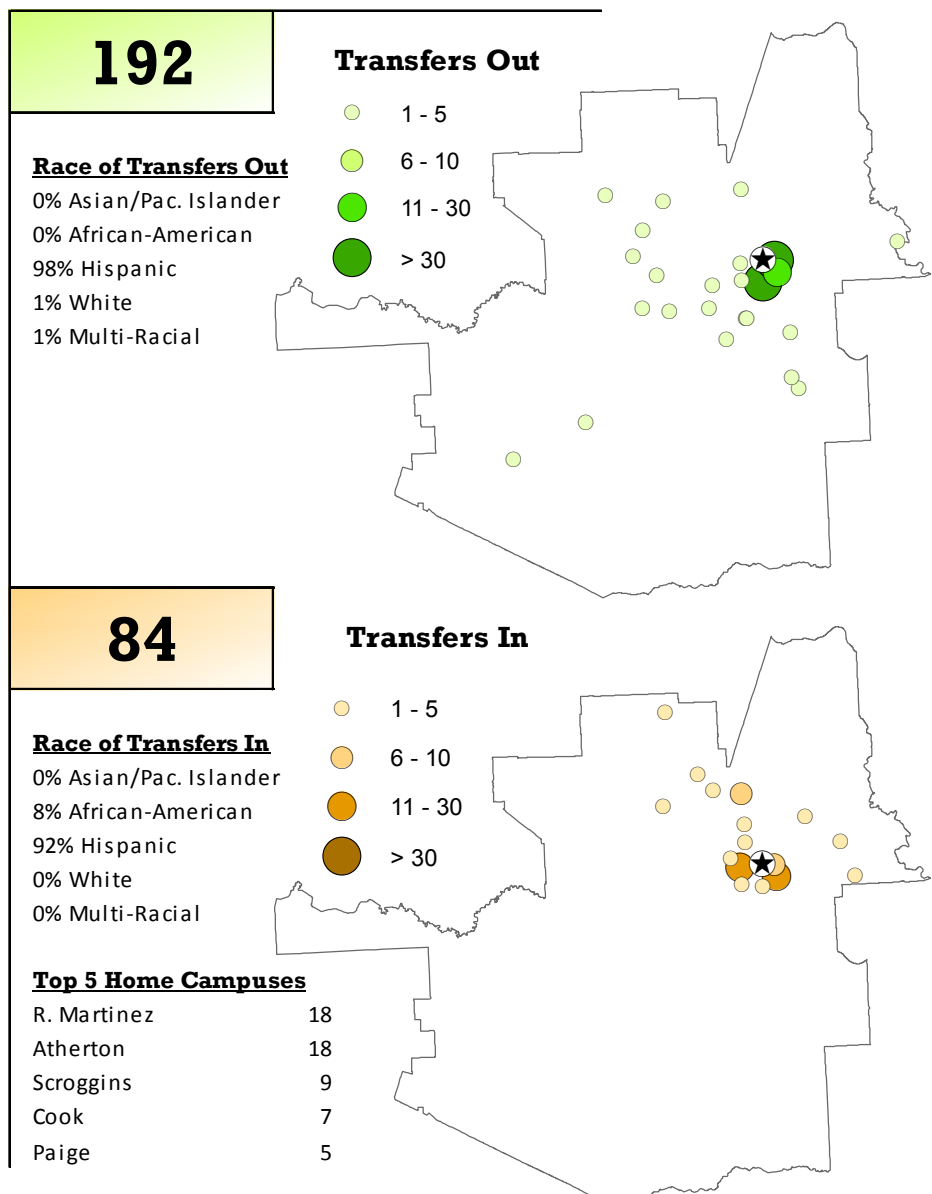 192
Transfers Out
1 - 5
6 - 10
11 - 30
> 30
Race of Transfers Out
0% Asian/Pac. Islander
0% African-American
98% Hispanic
1% White
1% Multi-Racial
84
Transfers In
1 - 5
6 - 10
11 - 30
> 30
Race of Transfers In
0% Asian/Pac. Islander
8% African-American
92% Hispanic
0% White
0% Multi-Racial
Top 5 Home Campuses
R. Martinez 18
Atherton 18
Scroggins 9
Cook 7
Paige 5